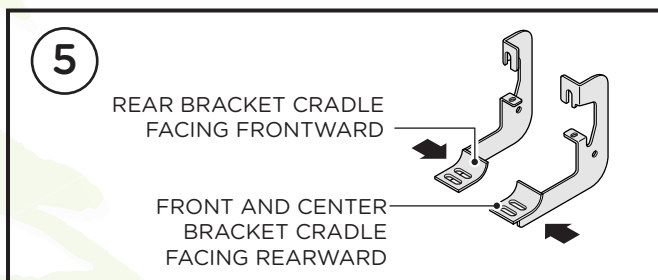 5
REAR BRACKET CRADLE
FACING FRONTWARD
FRONT AND CENTER
BRACKET CRADLE
FACING REARWARD